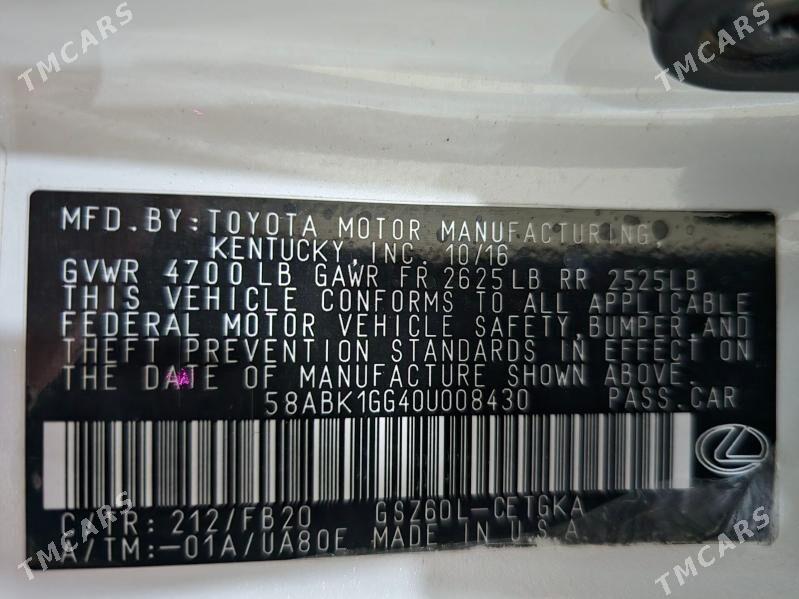 TMCARS
TMCARS
MFD.BY:TOYOTA MOTOR MANUFACTURING,
KENTUCKY,INC. 10/16
GVWR 4700LB GAWR FR 2625LB RR 2525LB
THIS VEHICLE CONFORMS TO ALL APPLICABLE
FEDERAL MOTOR VEHICLE SAFETY,BUMPER,AND
THEFT PREVENTION STANDARDS IN EFFECT ON
THE DATE OF MANUFACTURE SHOWN ABOVE.
58ABK1GG40U008430 PASS.CAR
C/TR: 212/FB20 GSZ60L-CETGKA
A/TM:-01A/UA80E MADE IN U.S.A.
TMCARS
TMCARS